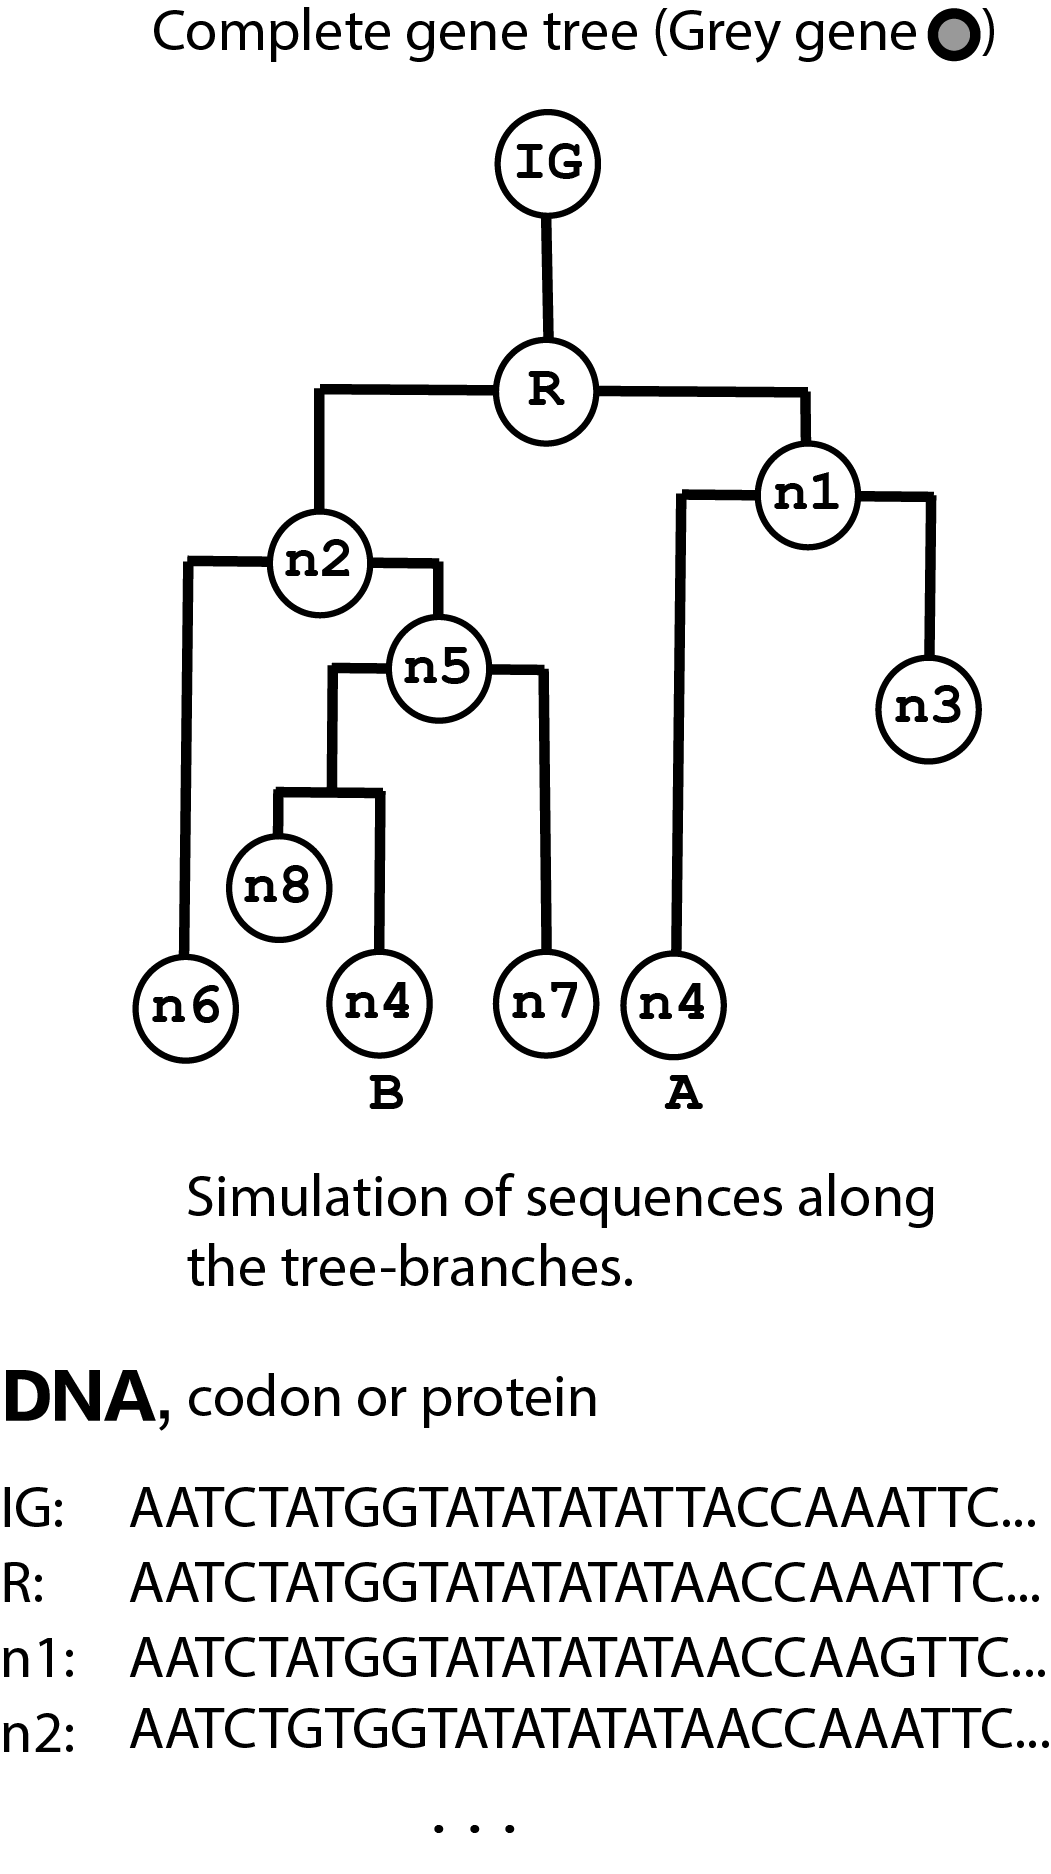 Complete gene tree (Grey gene )
IG
R
n1
n2
n5
n3
n8
n6
n4
n7
n4
B
A
Simulation of sequences along
the tree-branches.
DNA, codon or protein
IG: AATCTATGGTATATATATTACCAAATTC...
R: AATCTATGGTATATATATAACCAAATTC...
n1: AATCTATGGTATATATATAACCAAGTTC...
n2: AATCTGTGGTATATATATAACCAAATTC...
. . .